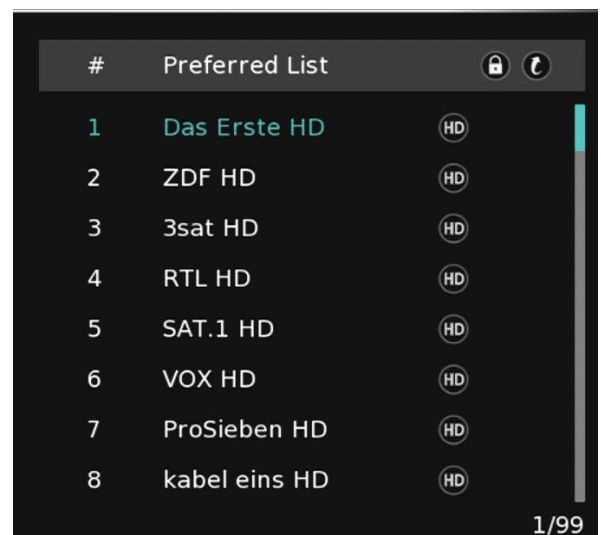 # Preferred List
1 Das Erste HD HD
2 ZDF HD HD
3 3sat HD HD
4 RTL HD HD
5 SAT.1 HD HD
6 VOX HD HD
7 ProSieben HD HD
8 kabel eins HD HD
1/99